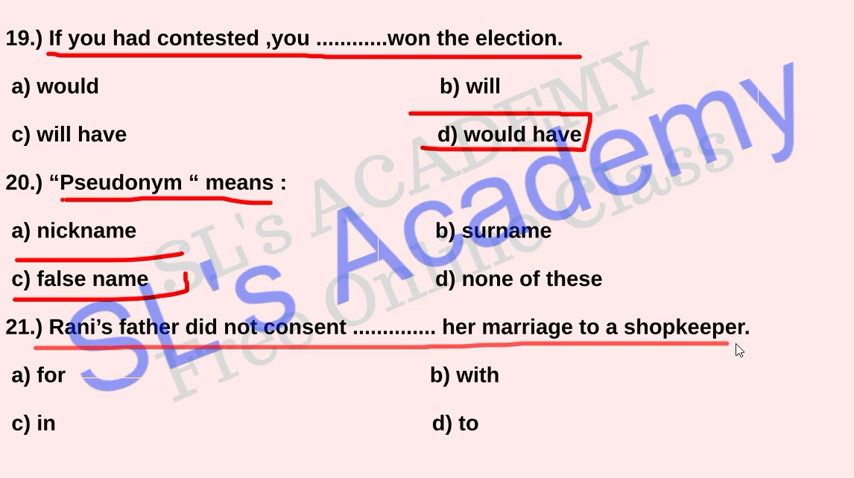 19.) If you had contested ,you ............won the election.
a) would b) will
c) will have d) would have
20.) “Pseudonym “ means :
a) nickname b) surname
c) false name d) none of these
21.) Rani’s father did not consent .............. her marriage to a shopkeeper.
a) for b) with
c) in d) to
SL's ACADEMY
SL's Academy
Free Online Class